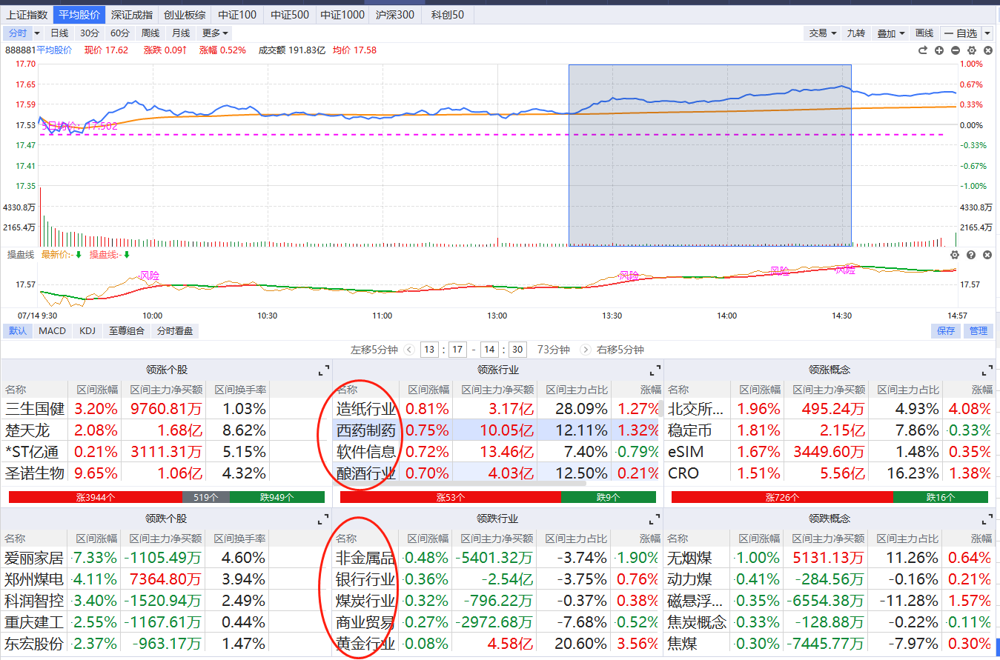 上证指数 平均股价 深证成指 创业板综 中证100 中证500 中证1000 沪深300 科创50
分时 日线 30分 60分 周线 月线 更多 交易 九转 叠加 画线 自选
888881平均股价 现价 17.62 涨跌 0.09↑ 涨幅 0.52% 成交额 191.83亿 均价 17.58
17.70 1.00%
17.65 0.67%
17.59 0.33%
17.53 5日均价: 17.502 0.00%
17.47 -0.33%
17.41 -0.67%
17.35 -1.00%
4330.8万 4330.8万
2165.4万 2165.4万
操盘线 最新价:- 操盘线:-
风险 风险 风险 风险
17.57 17.57
07/14 9:30 10:00 10:30 11:00 13:00 13:30 14:00 14:30 14:57
默认 MACD KDJ 至尊组合 分时看盘 保存 管理
左移5分钟 13 : 17 - 14 : 30 73分钟 右移5分钟
领涨个股 领涨行业 领涨概念
名称 区间涨幅 区间主力净买额 区间换手率 名称 区间涨幅 区间主力净买额 区间主力占比 涨幅 名称 区间涨幅 区间主力净买额 区间主力占比 涨幅
三生国健 3.20% 9760.81万 1.03% 造纸行业 0.81% 3.17亿 28.09% 1.27% 北交所... 1.96% 495.24万 4.93% 4.08%
楚天龙 2.08% 1.68亿 8.62% 西药制药 0.75% 10.05亿 12.11% 1.32% 稳定币 1.81% 2.15亿 7.86% -0.33%
*ST亿通 0.21% 3111.31万 5.15% 软件信息 0.72% 13.46亿 7.40% -0.79% eSIM 1.67% 3449.60万 1.48% 0.35%
圣诺生物 9.65% 1.06亿 4.32% 酿酒行业 0.70% 4.03亿 12.50% 0.21% CRO 1.51% 5.56亿 16.23% 1.38%
涨3944个 519个 跌949个 涨53个 跌9个 涨726个 跌16个
领跌个股 领跌行业 领跌概念
名称 区间涨幅 区间主力净买额 区间换手率 名称 区间涨幅 区间主力净买额 区间主力占比 涨幅 名称 区间涨幅 区间主力净买额 区间主力占比 涨幅
爱丽家居 -7.33% -1105.49万 4.60% 非金属品 -0.48% -5401.32万 -3.74% -1.90% 无烟煤 -1.00% 5131.13万 11.26% 0.64%
郑州煤电 -4.11% 7364.80万 3.94% 银行行业 -0.36% -2.54亿 -3.75% 0.76% 动力煤 -0.41% -284.56万 -0.16% 0.21%
科润智控 -3.40% -1520.94万 2.49% 煤炭行业 -0.32% -796.22万 -0.37% 0.38% 磁悬浮... -0.35% -6554.38万 -11.28% 1.57%
重庆建工 -2.55% -1167.61万 0.44% 商业贸易 -0.27% -2972.68万 -7.68% -0.52% 焦炭概念 -0.33% -128.88万 -0.22% -0.11%
东宏股份 -2.37% -963.17万 1.47% 黄金行业 -0.08% 4.58亿 20.60% 3.56% 焦煤 -0.30% -7445.77万 -7.97% 0.30%